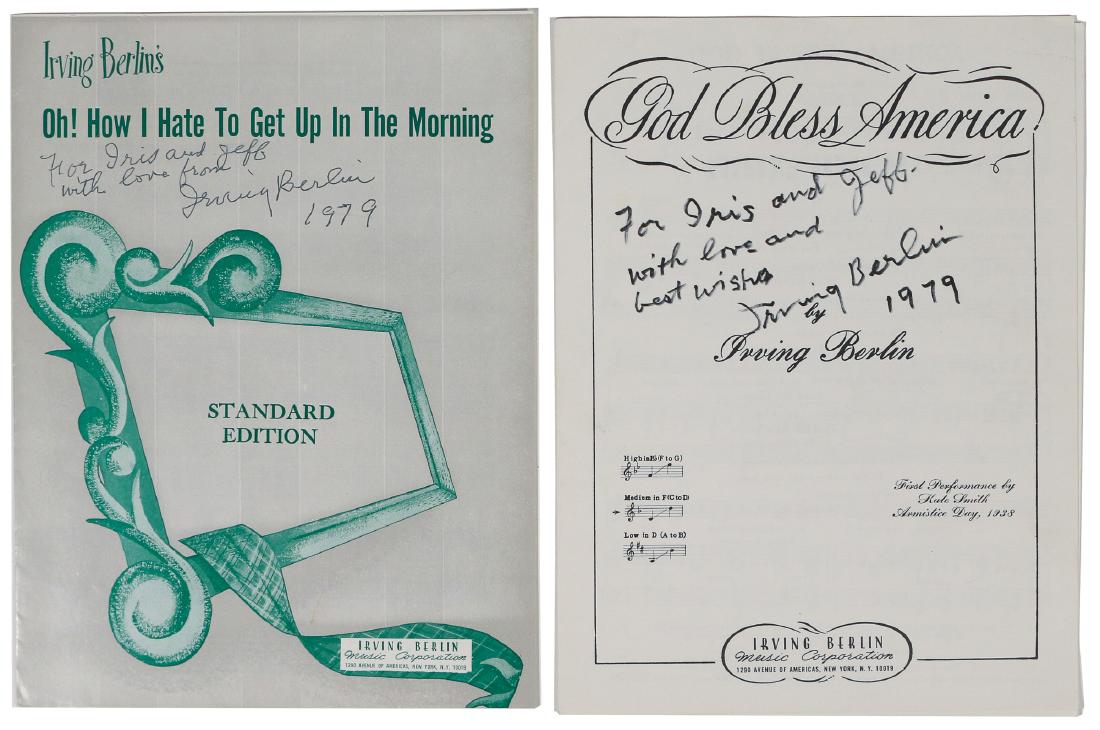 Irving Berlin's
Oh! How I Hate To Get Up In The Morning
For Iris and Jeff
with love from
Irving Berlin
1979
STANDARD
EDITION
IRVING BERLIN
Music Corporation
1290 AVENUE OF AMERICAS, NEW YORK, N.Y. 10019
God Bless America
For Iris and Jeff-
with love and
best wishes
Irving Berlin
1979
by
Irving Berlin
High in B♭ (F to G)
Medium in F (C to D)
Low in D (A to B)
First Performance by
Kate Smith
Armistice Day, 1938
IRVING BERLIN
Music Corporation
1290 AVENUE OF AMERICAS, NEW YORK, N.Y. 10019